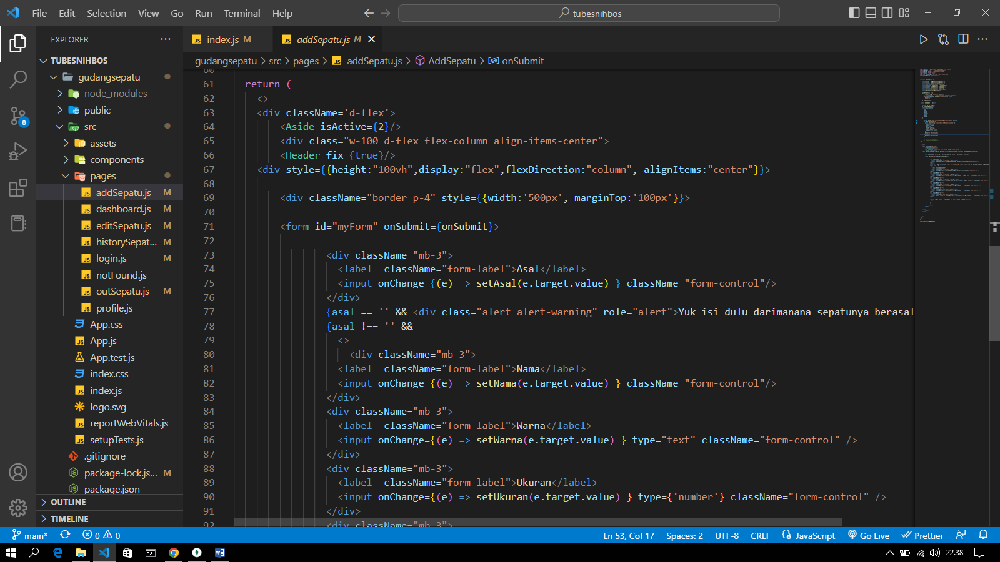 File Edit Selection View Go Run Terminal Help
tubesnihbos
EXPLORER
index.js M
addSepatu.js M
TUBESNIHBOS
gudangsepatu
node_modules
public
src
assets
components
pages
addSepatu.js M
dashboard.js M
editSepatu.js M
historySepat... M
login.js M
notFound.js
outSepatu.js M
profile.js
App.css
App.js
App.test.js
index.css
index.js
logo.svg
reportWebVitals.js
setupTests.js
.gitignore
package-lock.js... M
package.json
OUTLINE
TIMELINE
8
gudangsepatu > src > pages > addSepatu.js > AddSepatu > onSubmit
60
61 return (
62 <>
63 <div className='d-flex'>
64 <Aside isActive={2}/>
65 <div class="w-100 d-flex flex-column align-items-center">
66 <Header fix={true}/>
67 <div style={{height:"100vh",display:"flex",flexDirection:"column", alignItems:"center"}}>
68
69 <div className="border p-4" style={{width:'500px', marginTop:'100px'}}>
70
71 <form id="myForm" onSubmit={onSubmit}>
72
73 <div className="mb-3">
74 <label  className="form-label">Asal</label>
75 <input onChange={(e) => setAsal(e.target.value) } className="form-control"/>
76 </div>
77 {asal == '' && <div class="alert alert-warning" role="alert">Yuk isi dulu darimanana sepatunya berasal
78 {asal !== '' &&
79 <>
80 <div className="mb-3">
81 <label  className="form-label">Nama</label>
82 <input onChange={(e) => setNama(e.target.value) } className="form-control"/>
83 </div>
84 <div className="mb-3">
85 <label  className="form-label">Warna</label>
86 <input onChange={(e) => setWarna(e.target.value) } type="text" className="form-control" />
87 </div>
88 <div className="mb-3">
89 <label  className="form-label">Ukuran</label>
90 <input onChange={(e) => setUkuran(e.target.value) } type={'number'} className="form-control" />
91 </div>
92 <div className="mb-3">
main* 0 0
Ln 53, Col 17 Spaces: 2 UTF-8 CRLF JavaScript Go Live Prettier
22.38